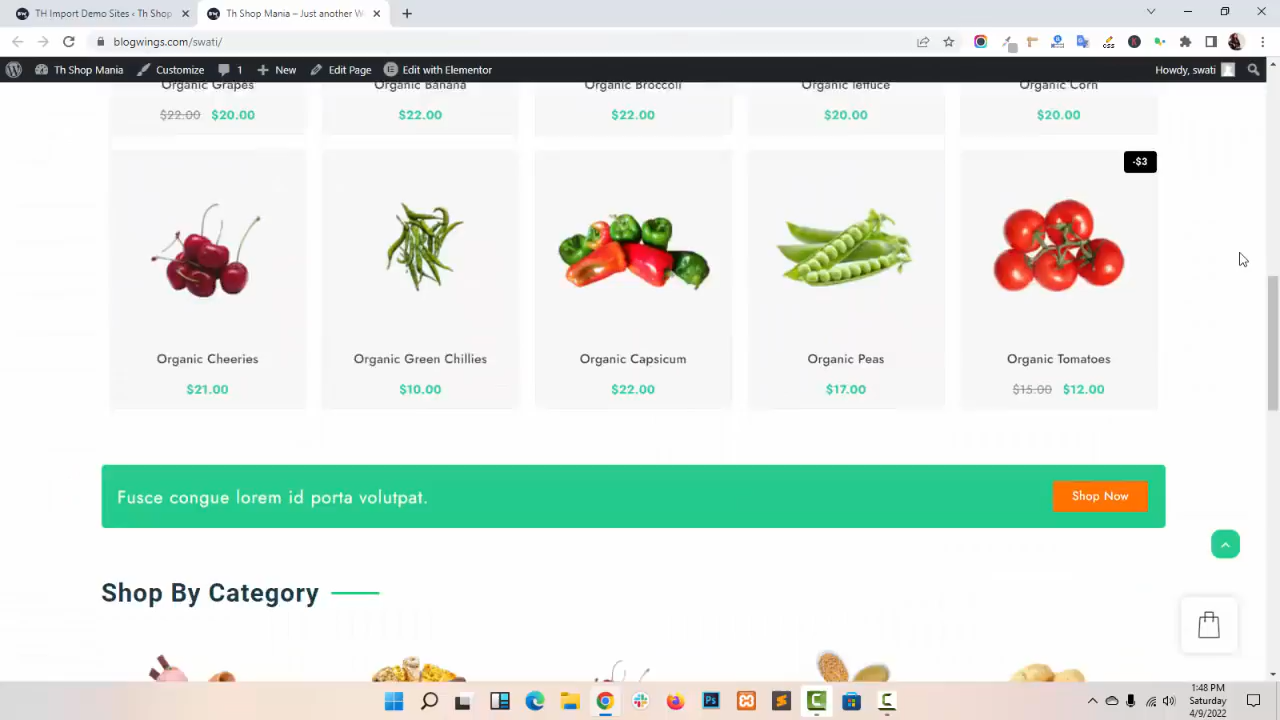 TH Import Demo Sites - Th Shop
Th Shop Mania – Just another W
blogwings.com/swati/
Th Shop Mania
Customize
1
New
Edit Page
Edit with Elementor
Howdy, swati
Organic Grapes
Organic Banana
Organic Broccoli
Organic lettuce
Organic Corn
$22.00 $20.00
$22.00
$22.00
$20.00
$20.00
-$3
Organic Cheeries
Organic Green Chillies
Organic Capsicum
Organic Peas
Organic Tomatoes
$21.00
$10.00
$22.00
$17.00
$15.00 $12.00
Fusce congue lorem id porta volutpat.
Shop Now
Shop By Category
1:48 PM
Saturday
4/9/2022